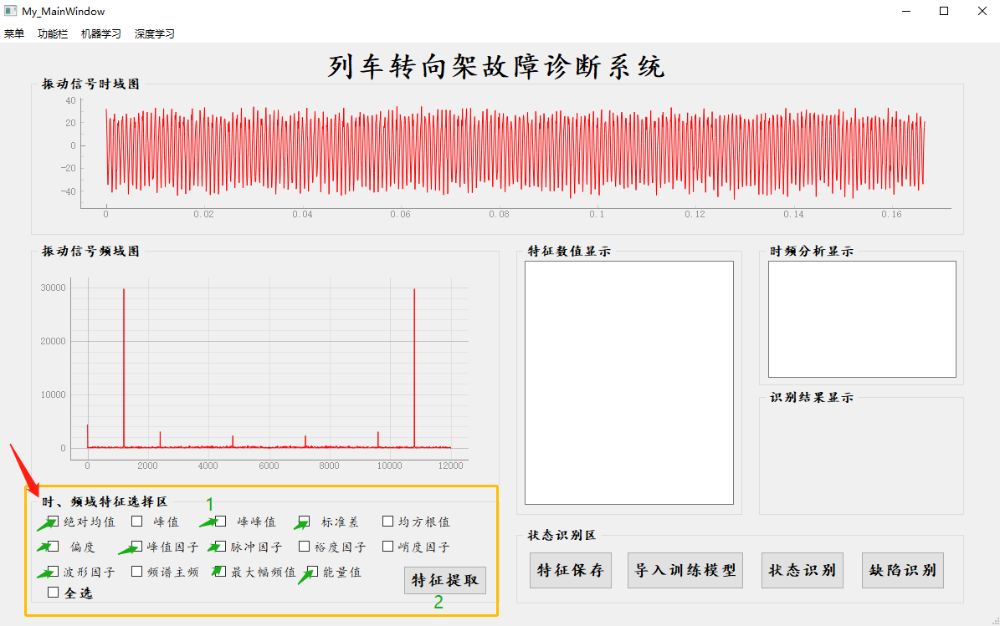 My_MainWindow
菜单 功能栏 机器学习 深度学习
列车转向架故障诊断系统
振动信号时域图
40
20
0
-20
-40
0 0.02 0.04 0.06 0.08 0.1 0.12 0.14 0.16
振动信号频域图
30000
20000
10000
0
0 2000 4000 6000 8000 10000 12000
特征数值显示
时频分析显示
识别结果显示
时、频域特征选择区
1
绝对均值 峰值 峰峰值 标准差 均方根值
偏度 峰值因子 脉冲因子 裕度因子 峭度因子
波形因子 频谱主频 最大幅频值 能量值
全选
特征提取
2
状态识别区
特征保存 导入训练模型 状态识别 缺陷识别